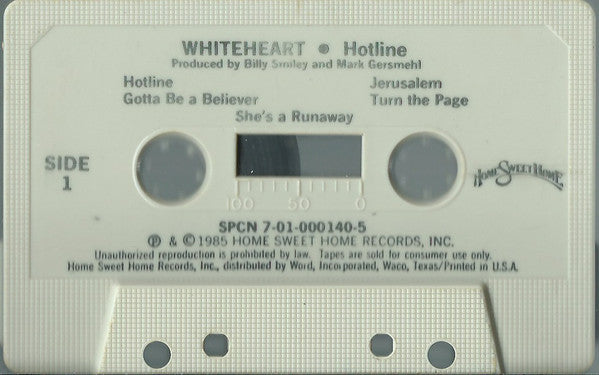 WHITEHEART • Hotline
Produced by Billy Smiley and Mark Gersmehl
Hotline
Gotta Be a Believer
Jerusalem
Turn the Page
She's a Runaway
SIDE
1
HOME SWEET HOME
100 50 0
SPCN 7-01-000140-5
℗ & © 1985 HOME SWEET HOME RECORDS, INC.
Unauthorized reproduction is prohibited by law. Tapes are sold for consumer use only.
Home Sweet Home Records, Inc., distributed by Word, Incorporated, Waco, Texas/Printed in U.S.A.